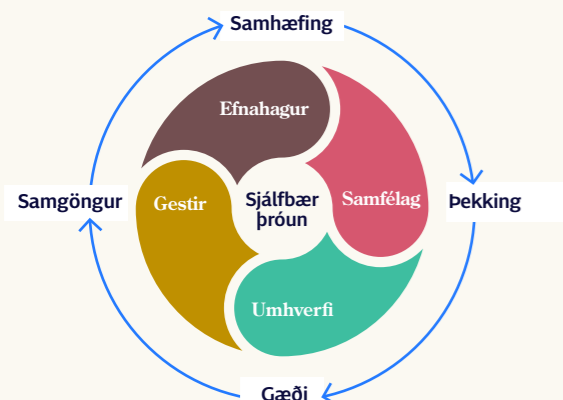 Samhæfing
Efnahagur
Samgöngur
Gestir
Sjálfbær
þróun
Samfélag
Þekking
Umhverfi
Gæði